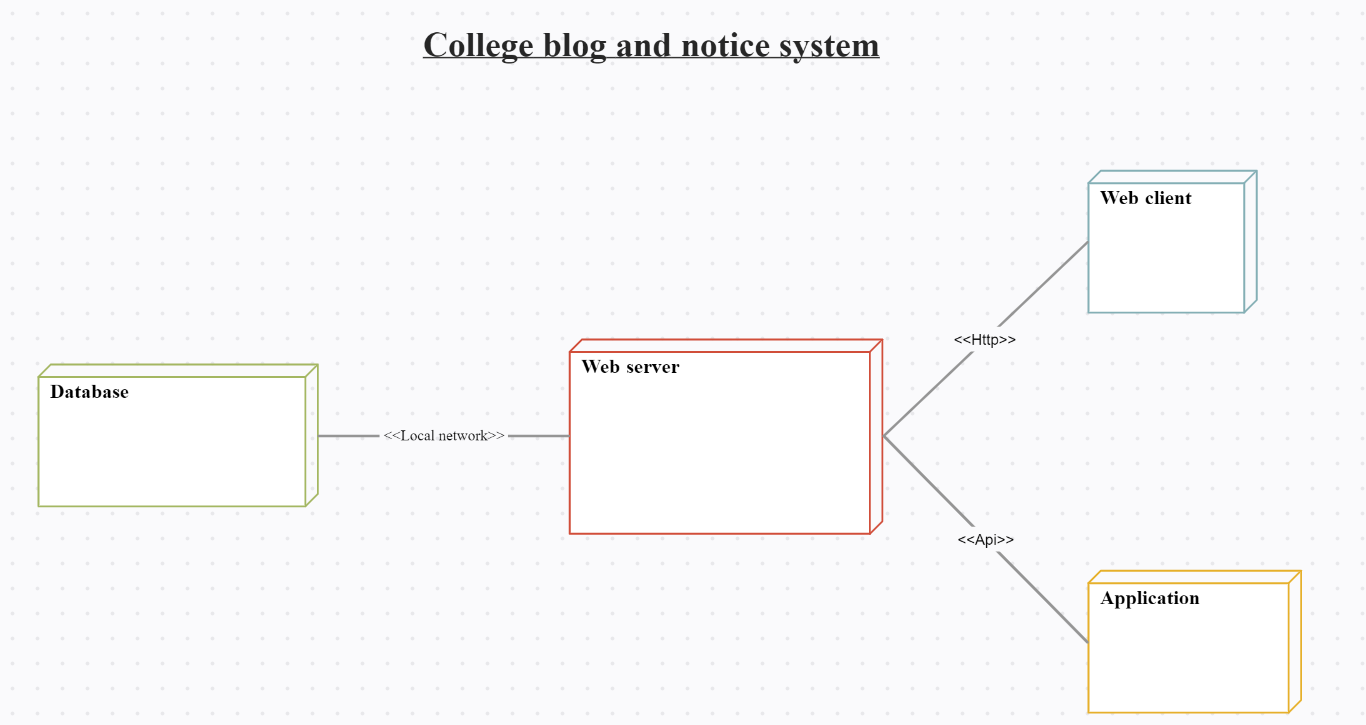 College blog and notice system
Web client
<<Http>>
Web server
Database
<<Local network>>
<<Api>>
Application